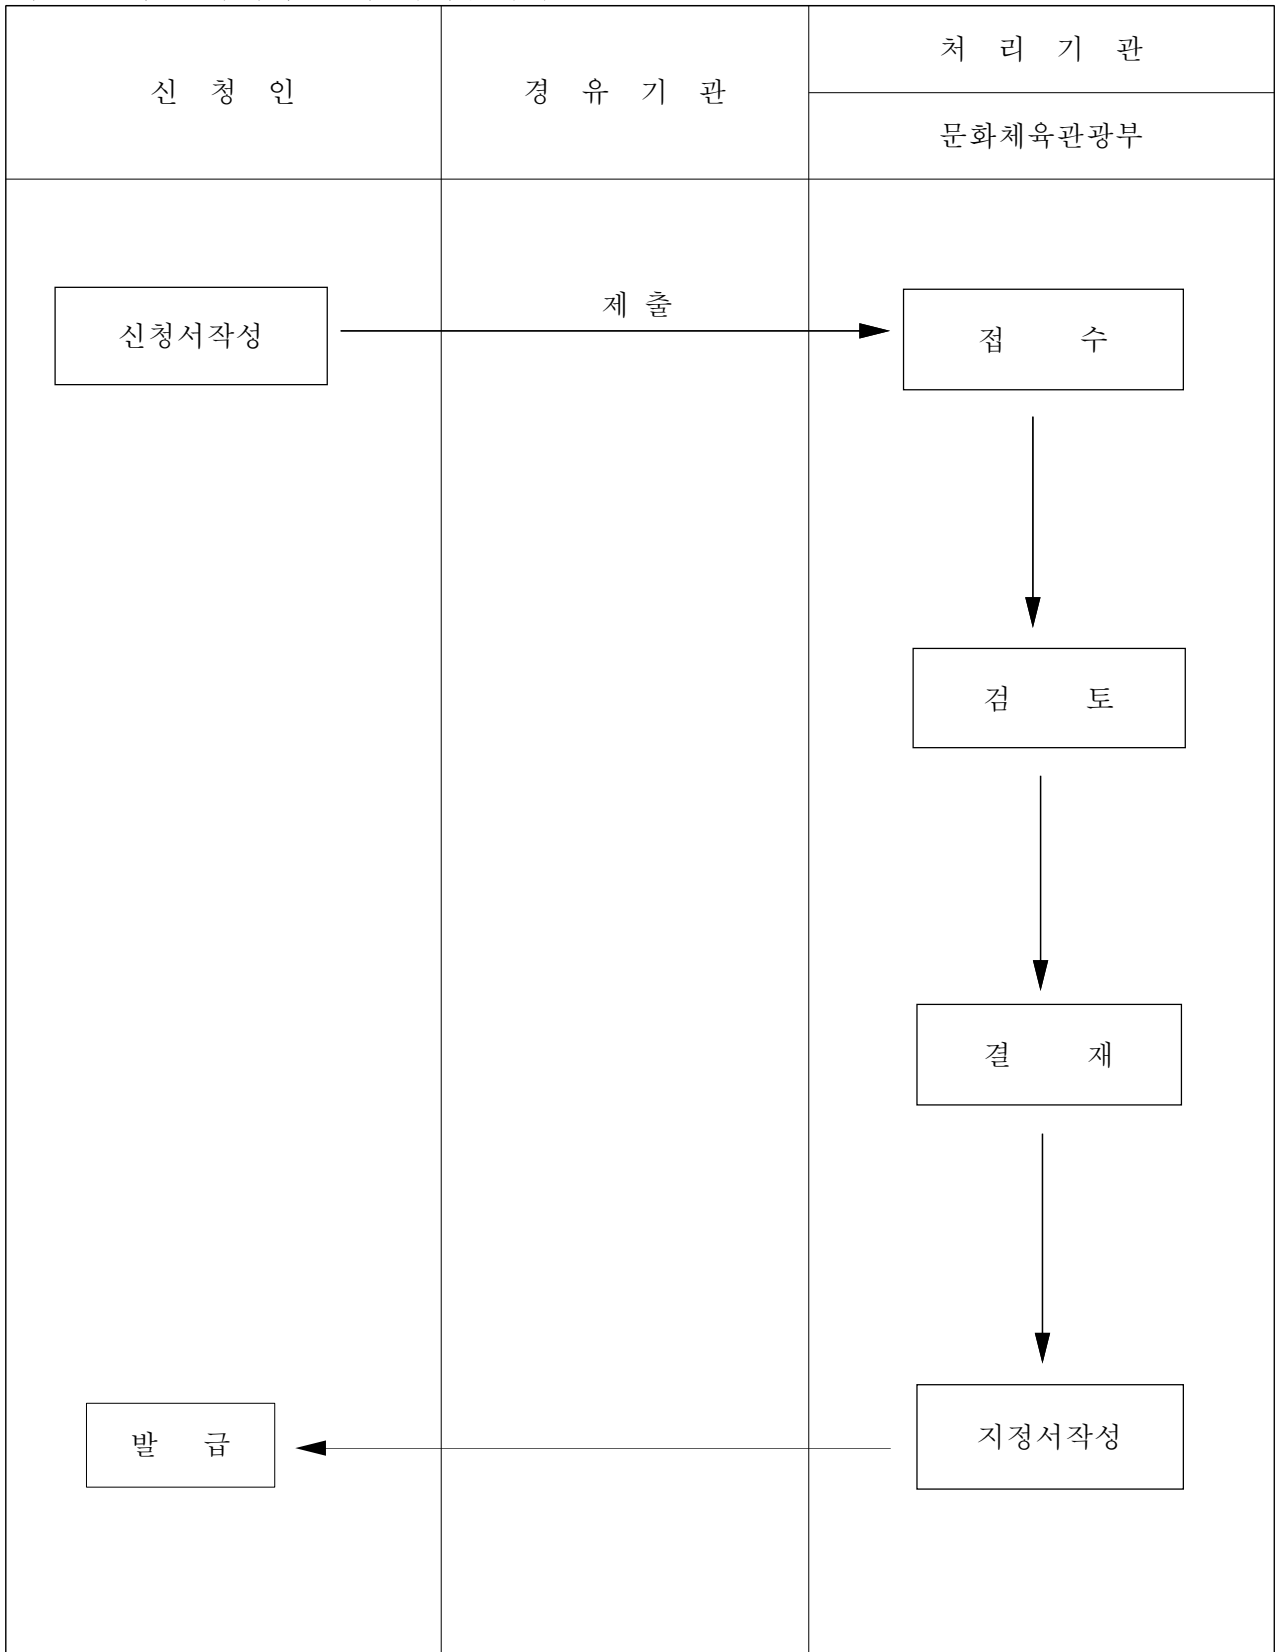 처 리 기 관
신 청 인
경 유 기 관
문화체육관광부
제 출
신청서작성
접 수
검 토
결 재
지정서작성
발 급